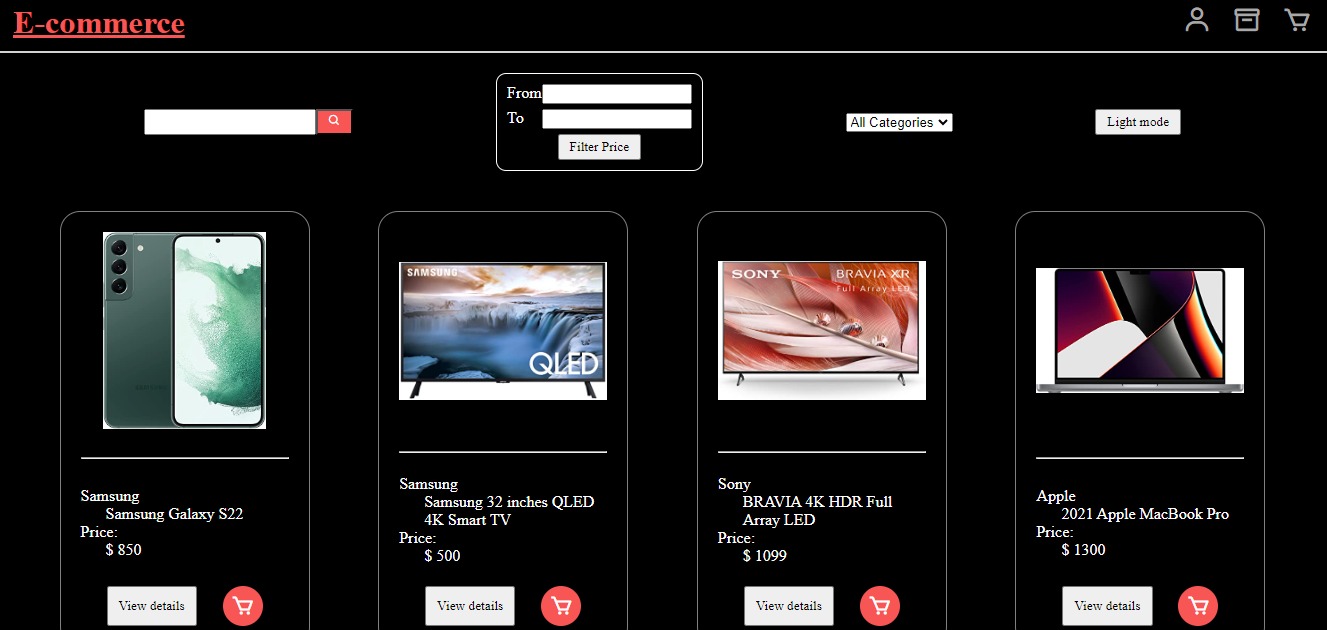 E-commerce
From
To
Filter Price
All Categories
Light mode
SAMSUNG
QLED
SONY
BRAVIA XR
Full Array LED
Samsung
Samsung Galaxy S22
Price:
$ 850
View details
Samsung
Samsung 32 inches QLED
4K Smart TV
Price:
$ 500
View details
Sony
BRAVIA 4K HDR Full
Array LED
Price:
$ 1099
View details
Apple
2021 Apple MacBook Pro
Price:
$ 1300
View details